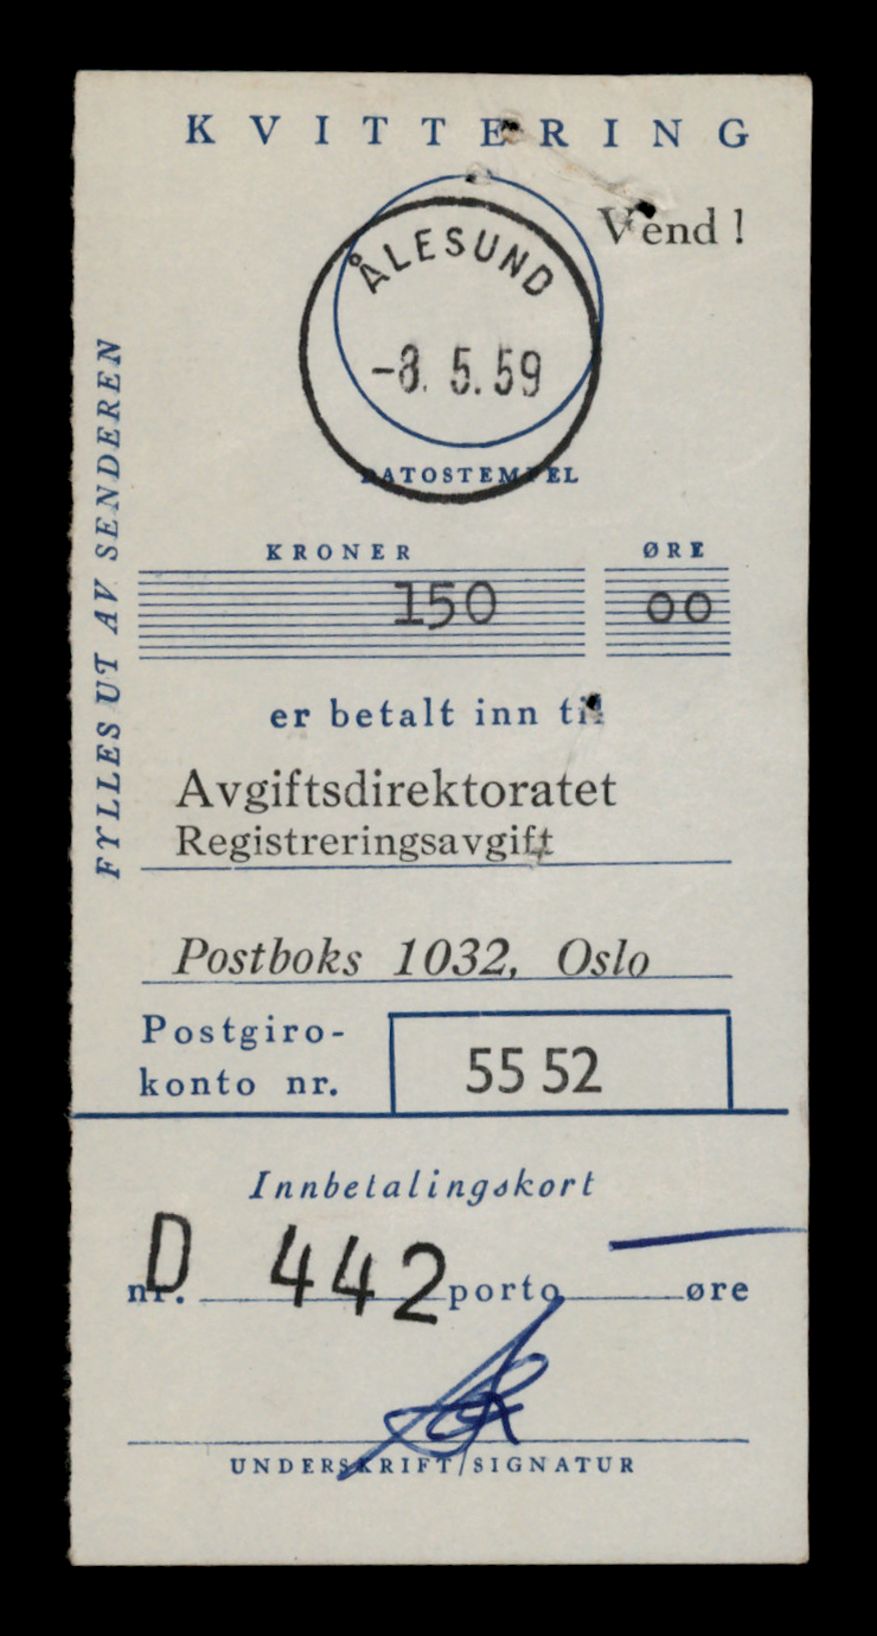 KVITTERING
Vend !
ÅLESUND
-8. 5. 59
DATOSTEMPEL
FYLLES UT AV SENDEREN
KRONER ØRE
150 00
er betalt inn til
Avgiftsdirektoratet
Registreringsavgift
Postboks 1032, Oslo
Postgiro-
konto nr. 55 52
Innbetalingskort
nr. D 442 porto — øre
UNDERSKRIFT/SIGNATUR